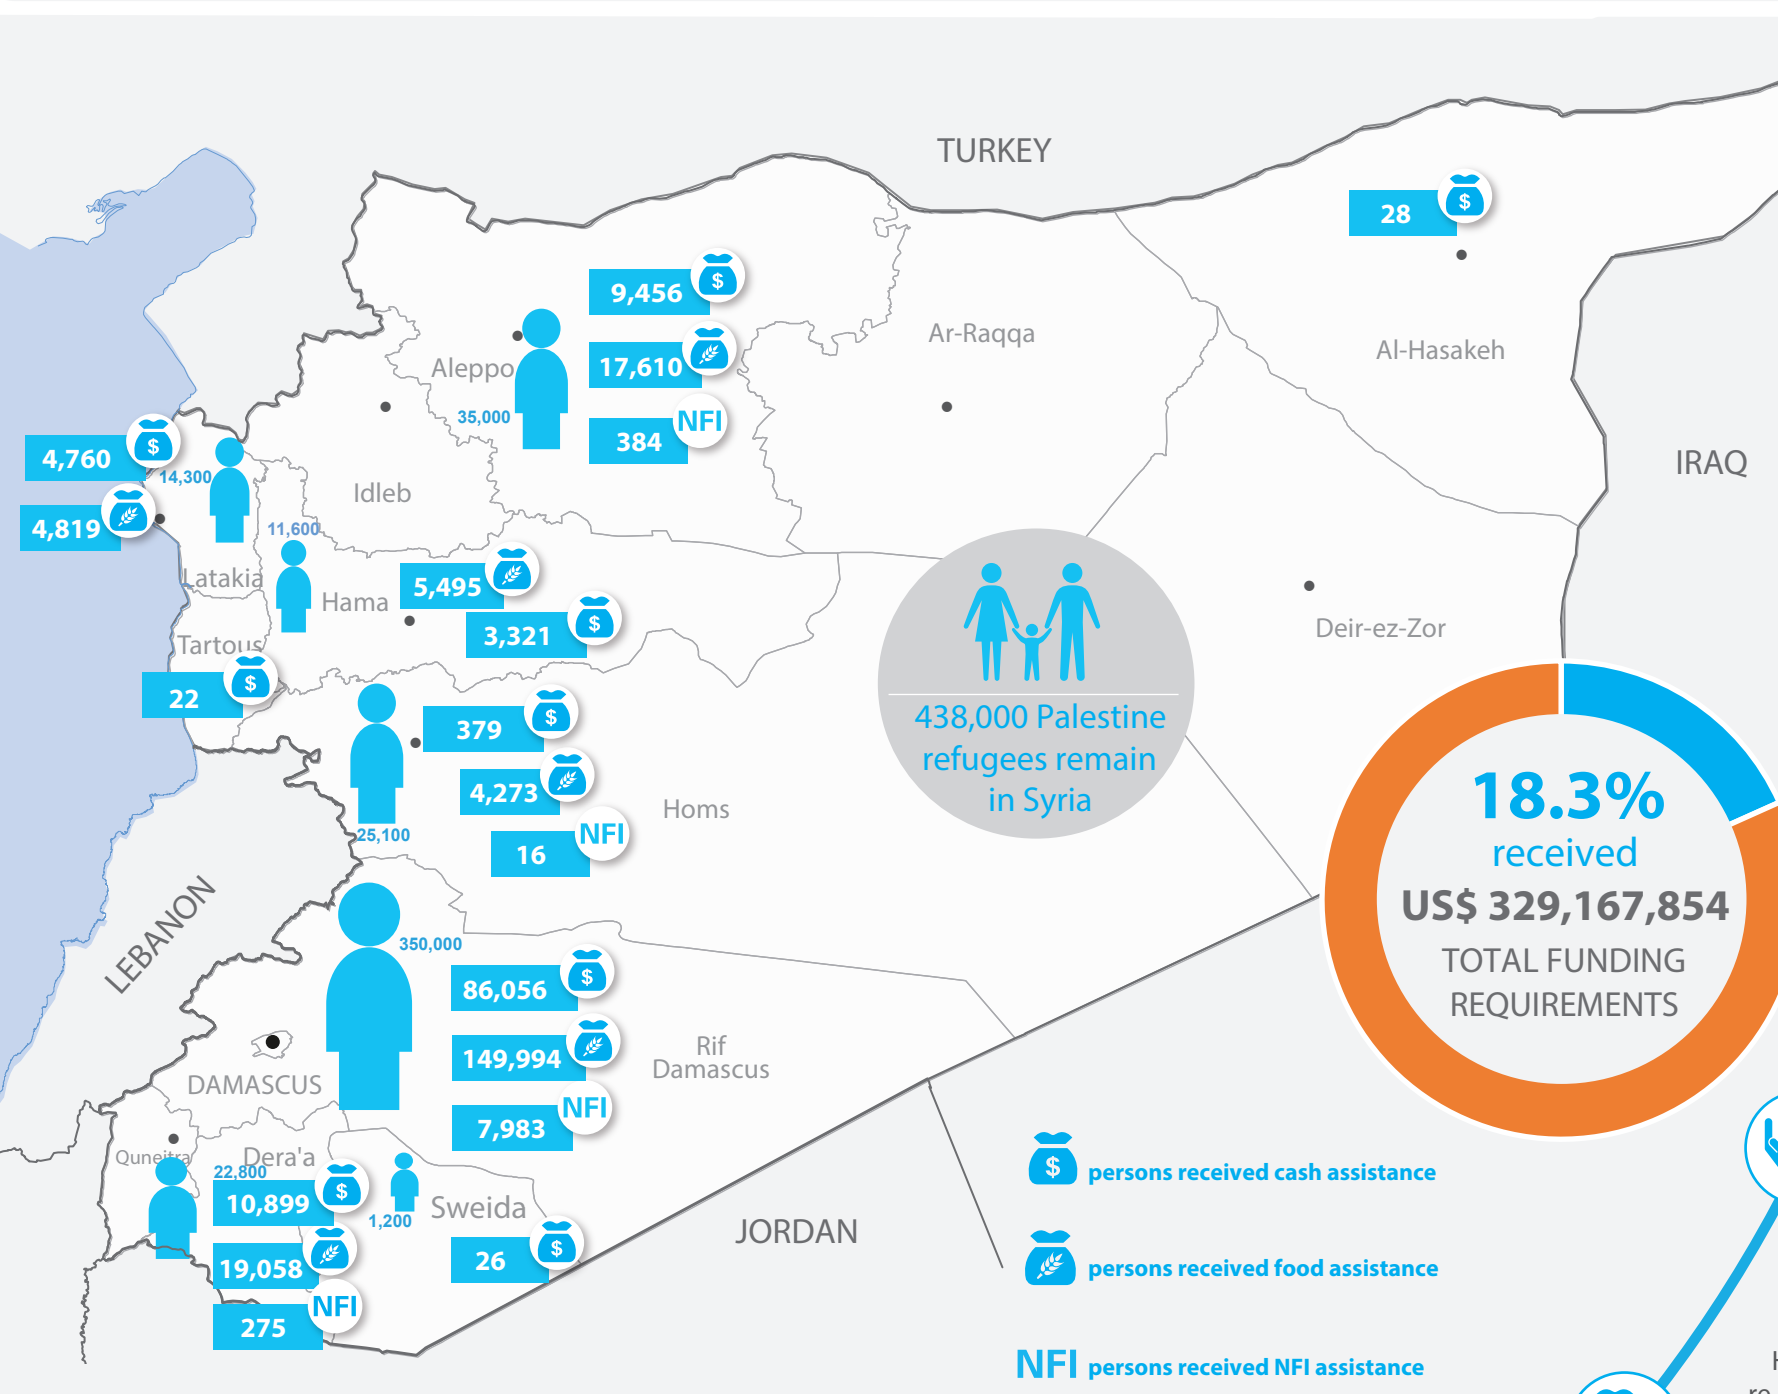 TURKEY
28
$
9,456
$
17,610
Ar-Raqqa
Al-Hasakeh
Aleppo
35,000
384
NFI
IRAQ
4,760
$
14,300
4,819
Idleb
11,600
Latakia
Hama
5,495
3,321
$
Deir-ez-Zor
Tartous
22
$
438,000 Palestine
refugees remain
in Syria
379
$
4,273
Homs
16
NFI
25,100
18.3%
received
US$ 329,167,854
TOTAL FUNDING
REQUIREMENTS
LEBANON
350,000
86,056
$
149,994
Rif
Damascus
7,983
NFI
DAMASCUS
Quneitra
Dera'a
22,800
10,899
$
1,200
Sweida
19,058
26
$
275
NFI
JORDAN
$ persons received cash assistance
persons received food assistance
NFI persons received NFI assistance